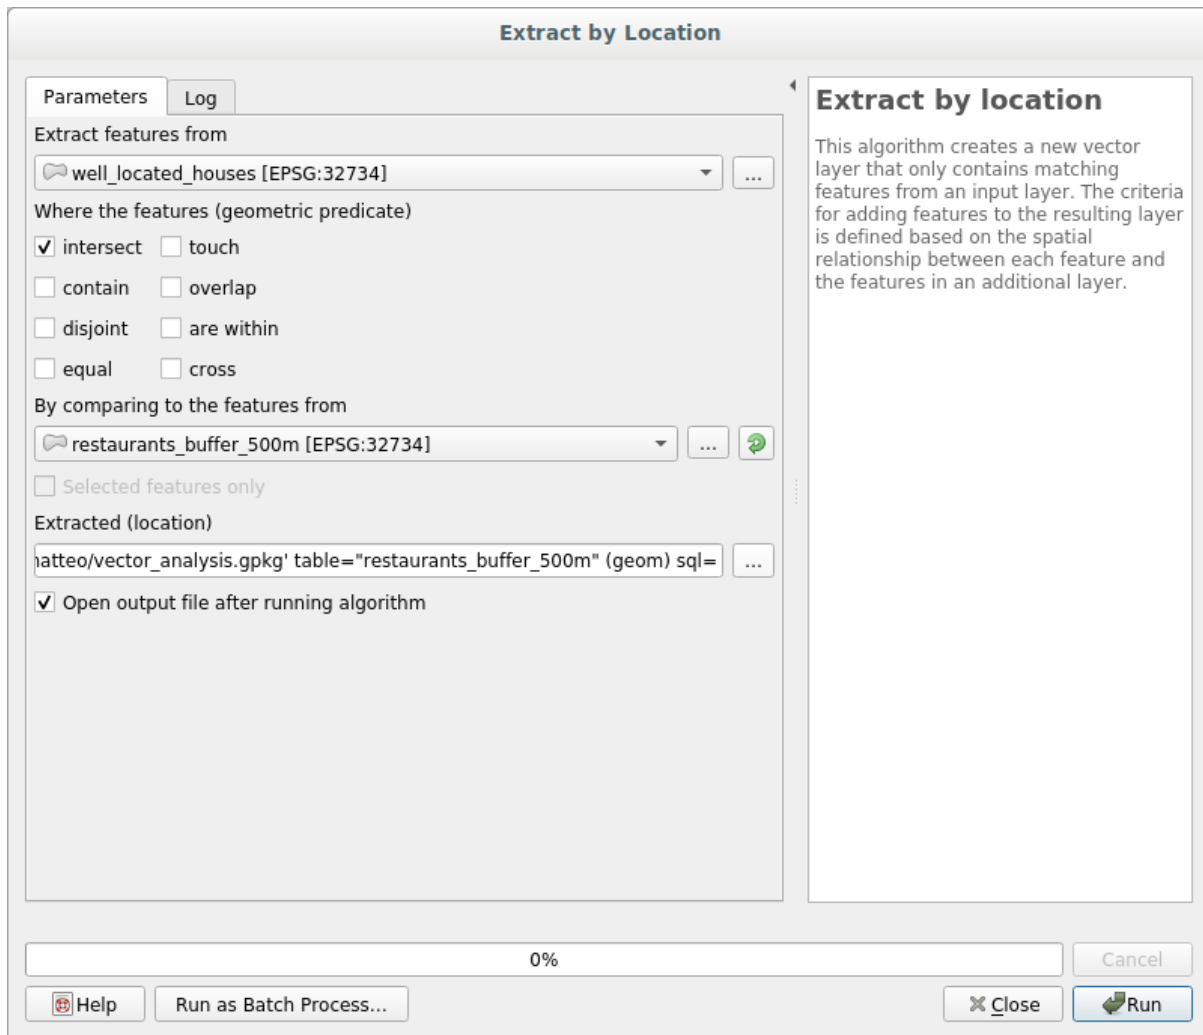 Extract by Location
Parameters
Log
Extract features from
well_located_houses [EPSG:32734]
...
Where the features (geometric predicate)
intersect
touch
contain
overlap
disjoint
are within
equal
cross
By comparing to the features from
restaurants_buffer_500m [EPSG:32734]
...
Selected features only
Extracted (location)
atteo/vector_analysis.gpkg' table="restaurants_buffer_500m" (geom) sql=
...
Open output file after running algorithm
Extract by location
This algorithm creates a new vector
layer that only contains matching
features from an input layer. The criteria
for adding features to the resulting layer
is defined based on the spatial
relationship between each feature and
the features in an additional layer.
0%
Cancel
Help
Run as Batch Process...
Close
Run